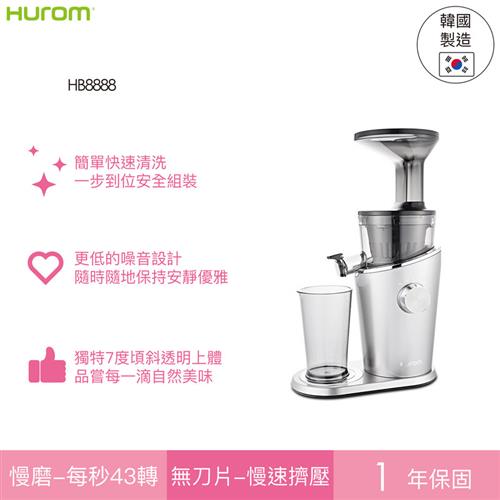 HUROM
韓國
製造
HB8888
簡單快速清洗
一步到位安全組裝
更低的噪音設計
隨時隨地保持安靜優雅
獨特7度頃斜透明上體
品嘗每一滴自然美味
hurom
慢磨-每秒43轉
無刀片-慢速擠壓
1 年保固